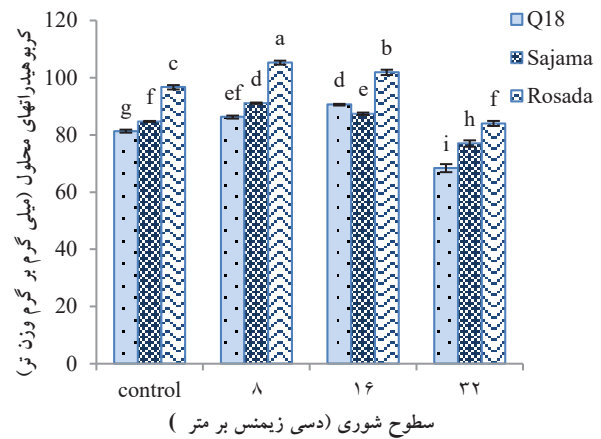 کربوهیدراتهای محلول (میلی گرم بر گرم وزن تر)
120
100
80
60
40
20
0
g
f
c
ef
d
a
d
e
b
i
h
f
Q18
Sajama
Rosada
control
۸
۱۶
۳۲
سطوح شوری (دسی زیمنس بر متر )